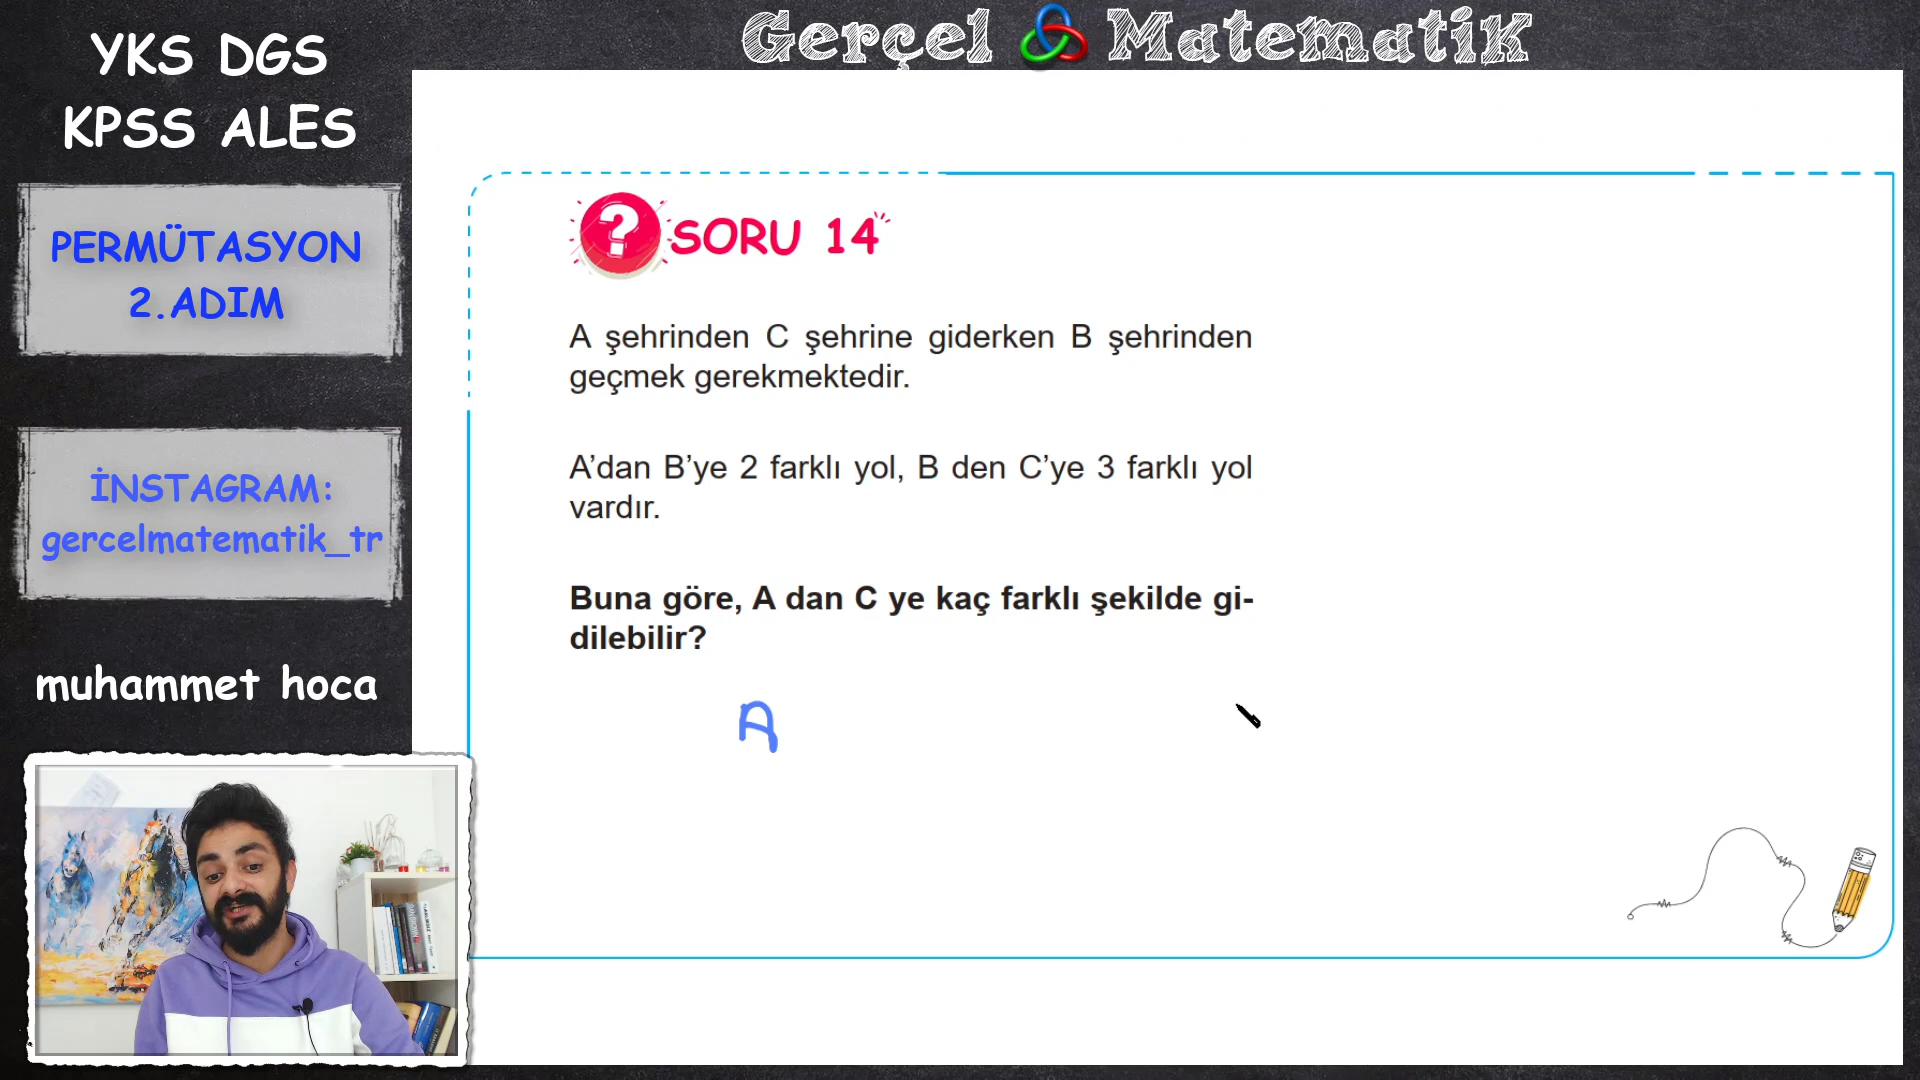 Gerçel Matematik
YKS DGS
KPSS ALES
PERMÜTASYON
2.ADIM
İNSTAGRAM:
gercelmatematik_tr
muhammet hoca
? SORU 14
A şehrinden C şehrine giderken B şehrinden
geçmek gerekmektedir.
A’dan B’ye 2 farklı yol, B den C’ye 3 farklı yol
vardır.
Buna göre, A dan C ye kaç farklı şekilde gi-
dilebilir?
A